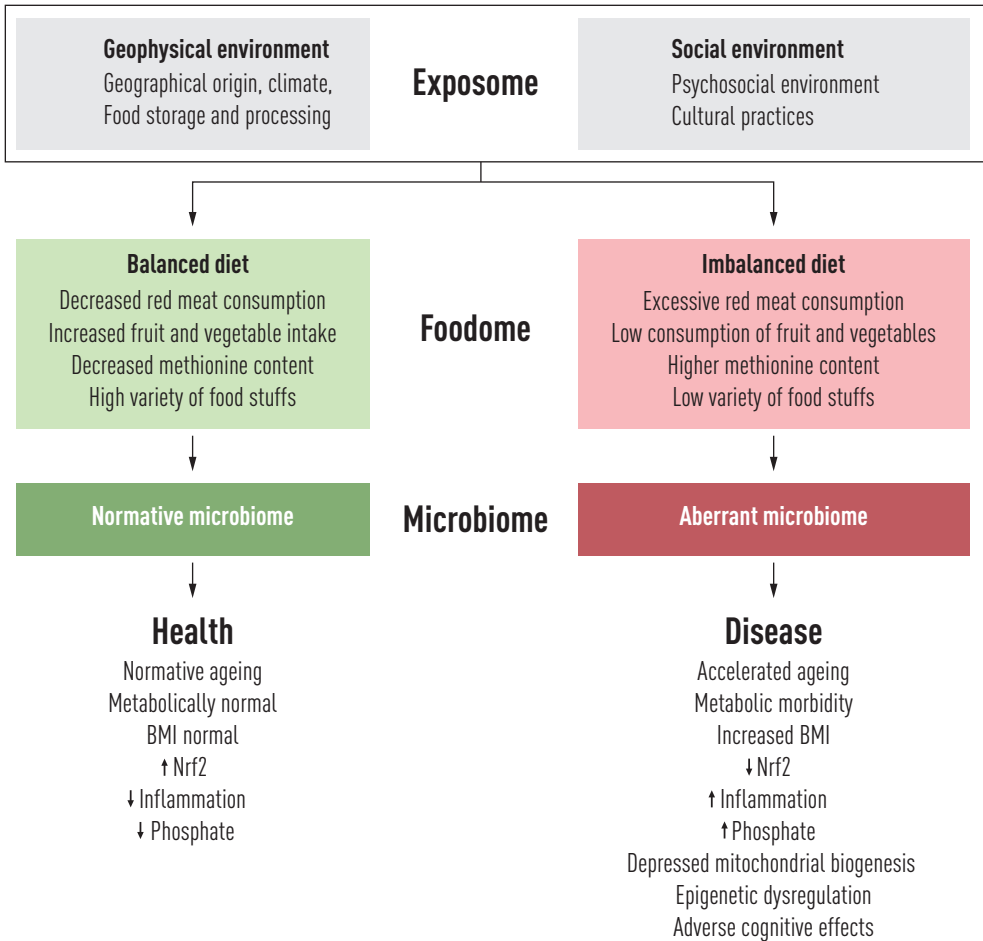 Geophysical environment
Geographical origin, climate,
Food storage and processing
Exposome
Social environment
Psychosocial environment
Cultural practices
Balanced diet
Decreased red meat consumption
Increased fruit and vegetable intake
Decreased methionine content
High variety of food stuffs
Foodome
Imbalanced diet
Excessive red meat consumption
Low consumption of fruit and vegetables
Higher methionine content
Low variety of food stuffs
Normative microbiome
Microbiome
Aberrant microbiome
Health
Normative ageing
Metabolically normal
BMI normal
↑ Nrf2
↓ Inflammation
↓ Phosphate
Disease
Accelerated ageing
Metabolic morbidity
Increased BMI
↓ Nrf2
↑ Inflammation
↑ Phosphate
Depressed mitochondrial biogenesis
Epigenetic dysregulation
Adverse cognitive effects